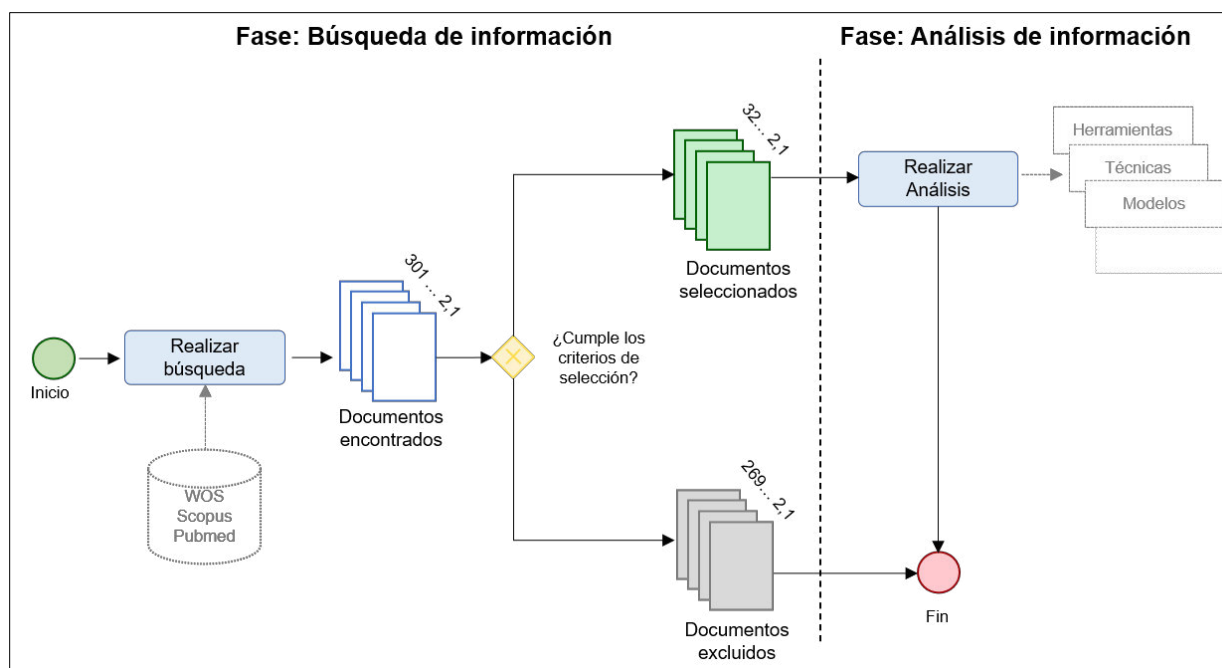 Fase: Búsqueda de información
Fase: Análisis de información
32... 2,1
Herramientas
Técnicas
Modelos
Realizar
Análisis
Documentos
seleccionados
301 ... 2,1
¿Cumple los
criterios de
selección?
Realizar
búsqueda
Inicio
Documentos
encontrados
WOS
Scopus
Pubmed
269... 2,1
Fin
Documentos
excluidos